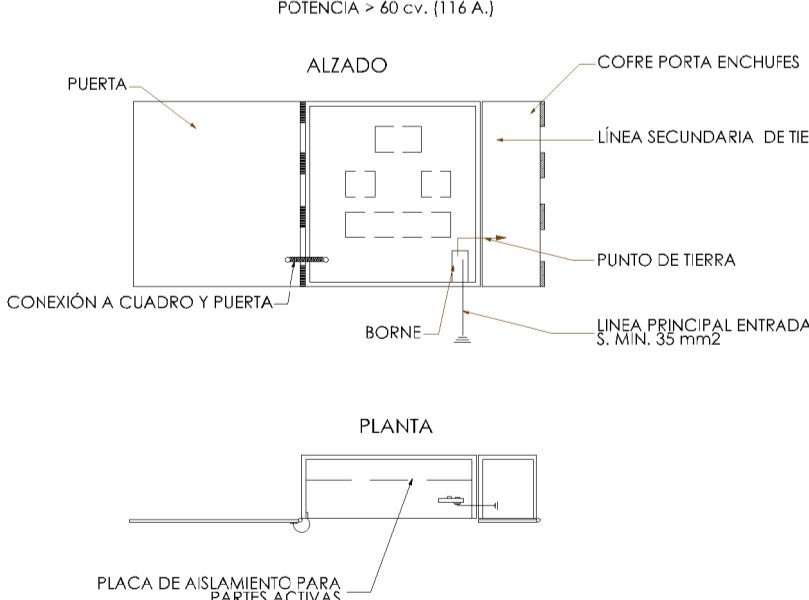 POTENCIA > 60 cv. (116 A.)
ALZADO
PUERTA
COFRE PORTA ENCHUFES
LÍNEA SECUNDARIA DE TIE
PUNTO DE TIERRA
CONEXIÓN A CUADRO Y PUERTA
BORNE
LINEA PRINCIPAL ENTRADA
S. MIN. 35 mm2
PLANTA
PLACA DE AISLAMIENTO PARA
PARTES ACTIVAS